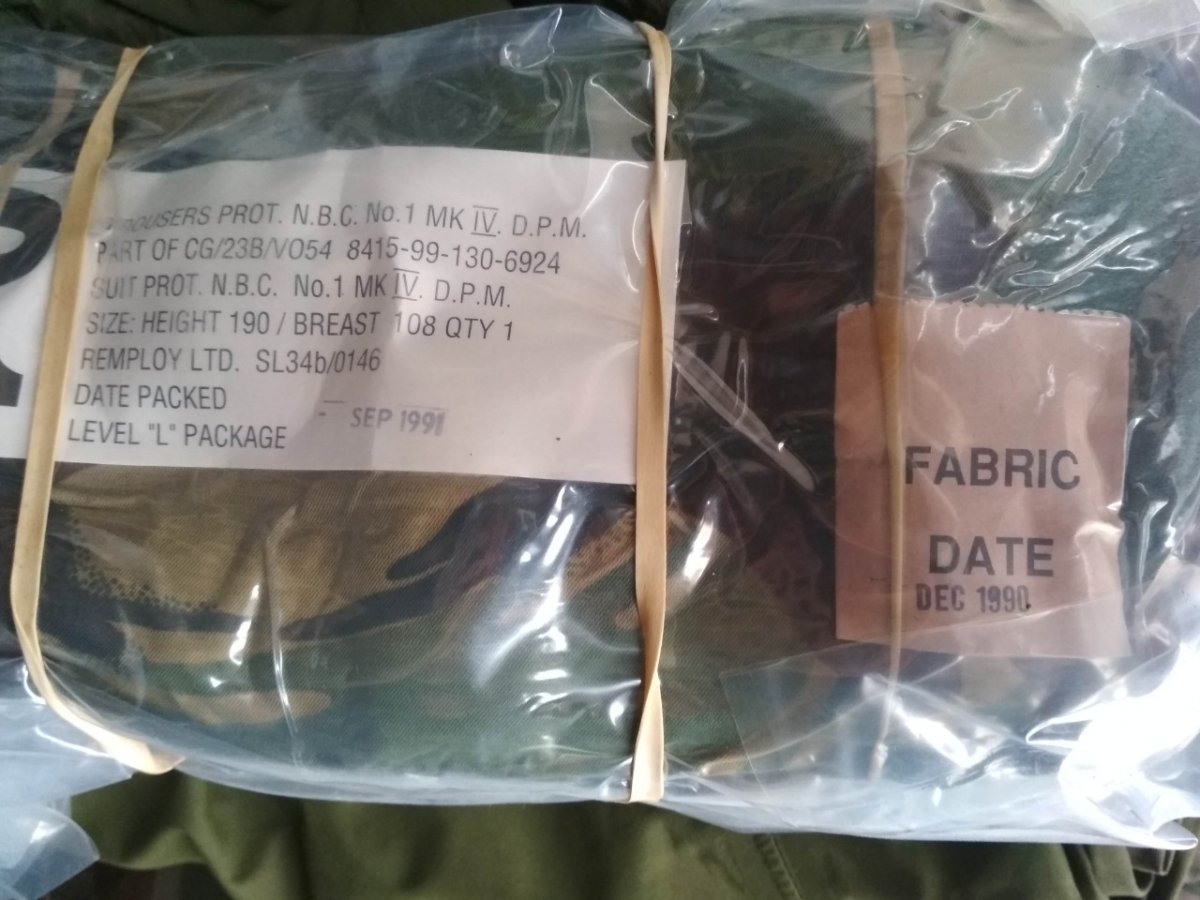 TROUSERS PROT. N.B.C. No.1 MK IV. D.P.M.
PART OF CG/23B/VO54 8415-99-130-6924
SUIT PROT. N.B.C. No.1 MK IV. D.P.M.
SIZE: HEIGHT 190 / BREAST 108 QTY 1
REMPLOY LTD. SL34b/0146
DATE PACKED
- SEP 1991
LEVEL "L" PACKAGE
FABRIC
DATE
DEC 1990